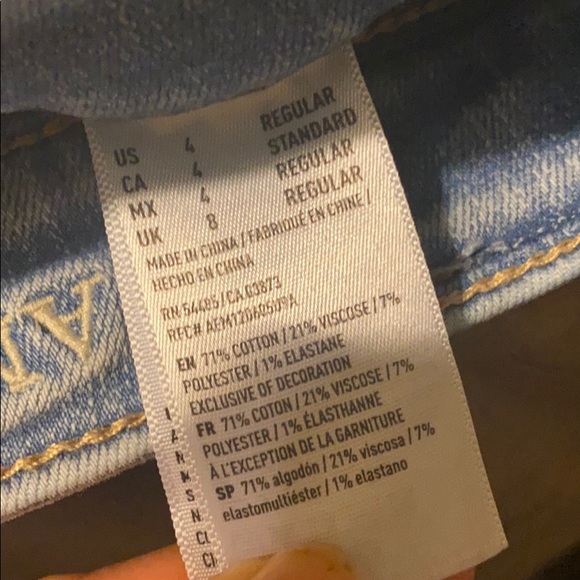 US 4 REGULAR
CA 4 STANDARD
MX 4 REGULAR
UK 8 REGULAR
MADE IN CHINA / FABRIQUÉ EN CHINE /
HECHO EN CHINA
RN 54485 / CA 03873
RFC# AEM120605U9A
EN 71% COTTON / 21% VISCOSE / 7%
POLYESTER / 1% ELASTANE
EXCLUSIVE OF DECORATION
FR 71% COTON / 21% VISCOSE / 7%
POLYESTER / 1% ÉLASTHANNE
À L'EXCEPTION DE LA GARNITURE
SP 71% algodón / 21% viscosa / 7%
elastomultiéster / 1% elastano